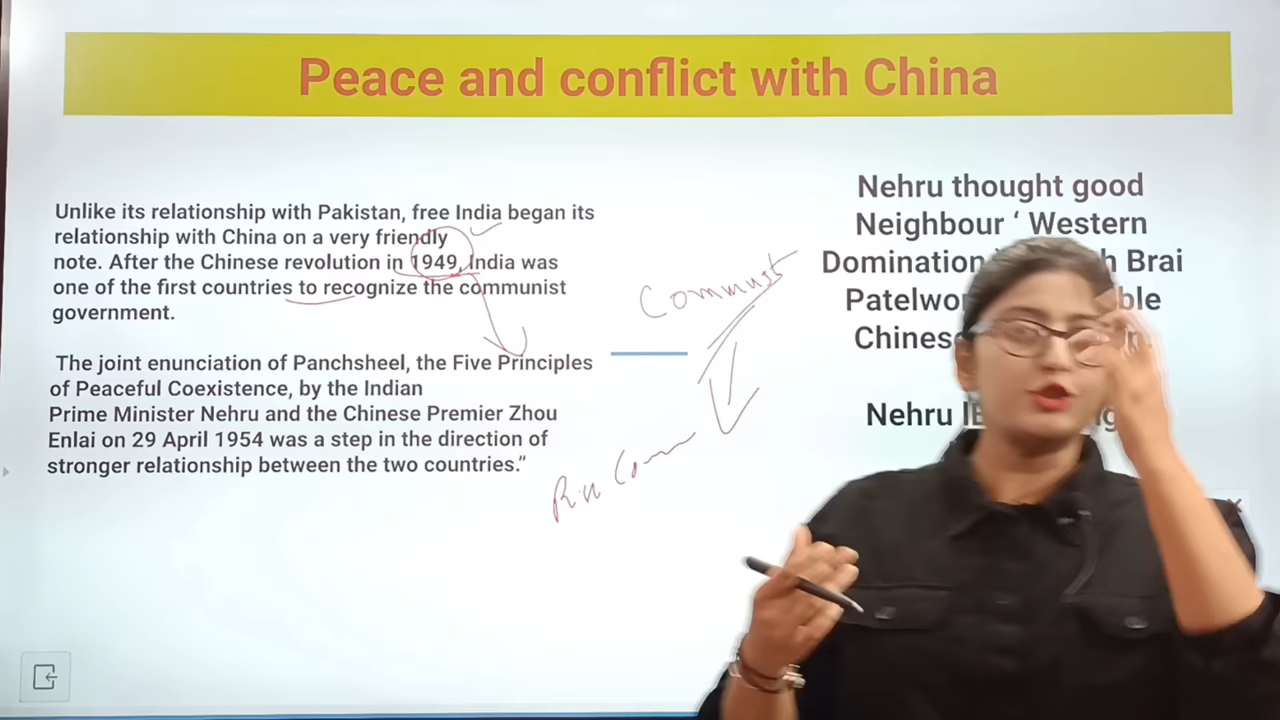 Peace and conflict with China
Unlike its relationship with Pakistan, free India began its
relationship with China on a very friendly
note. After the Chinese revolution in 1949, India was
one of the first countries to recognize the communist
government.
The joint enunciation of Panchsheel, the Five Principles
of Peaceful Coexistence, by the Indian
Prime Minister Nehru and the Chinese Premier Zhou
Enlai on 29 April 1954 was a step in the direction of
stronger relationship between the two countries.”
Commust
Nehru thought good
Neighbour ‘ Western
Domination Brai
Nehru